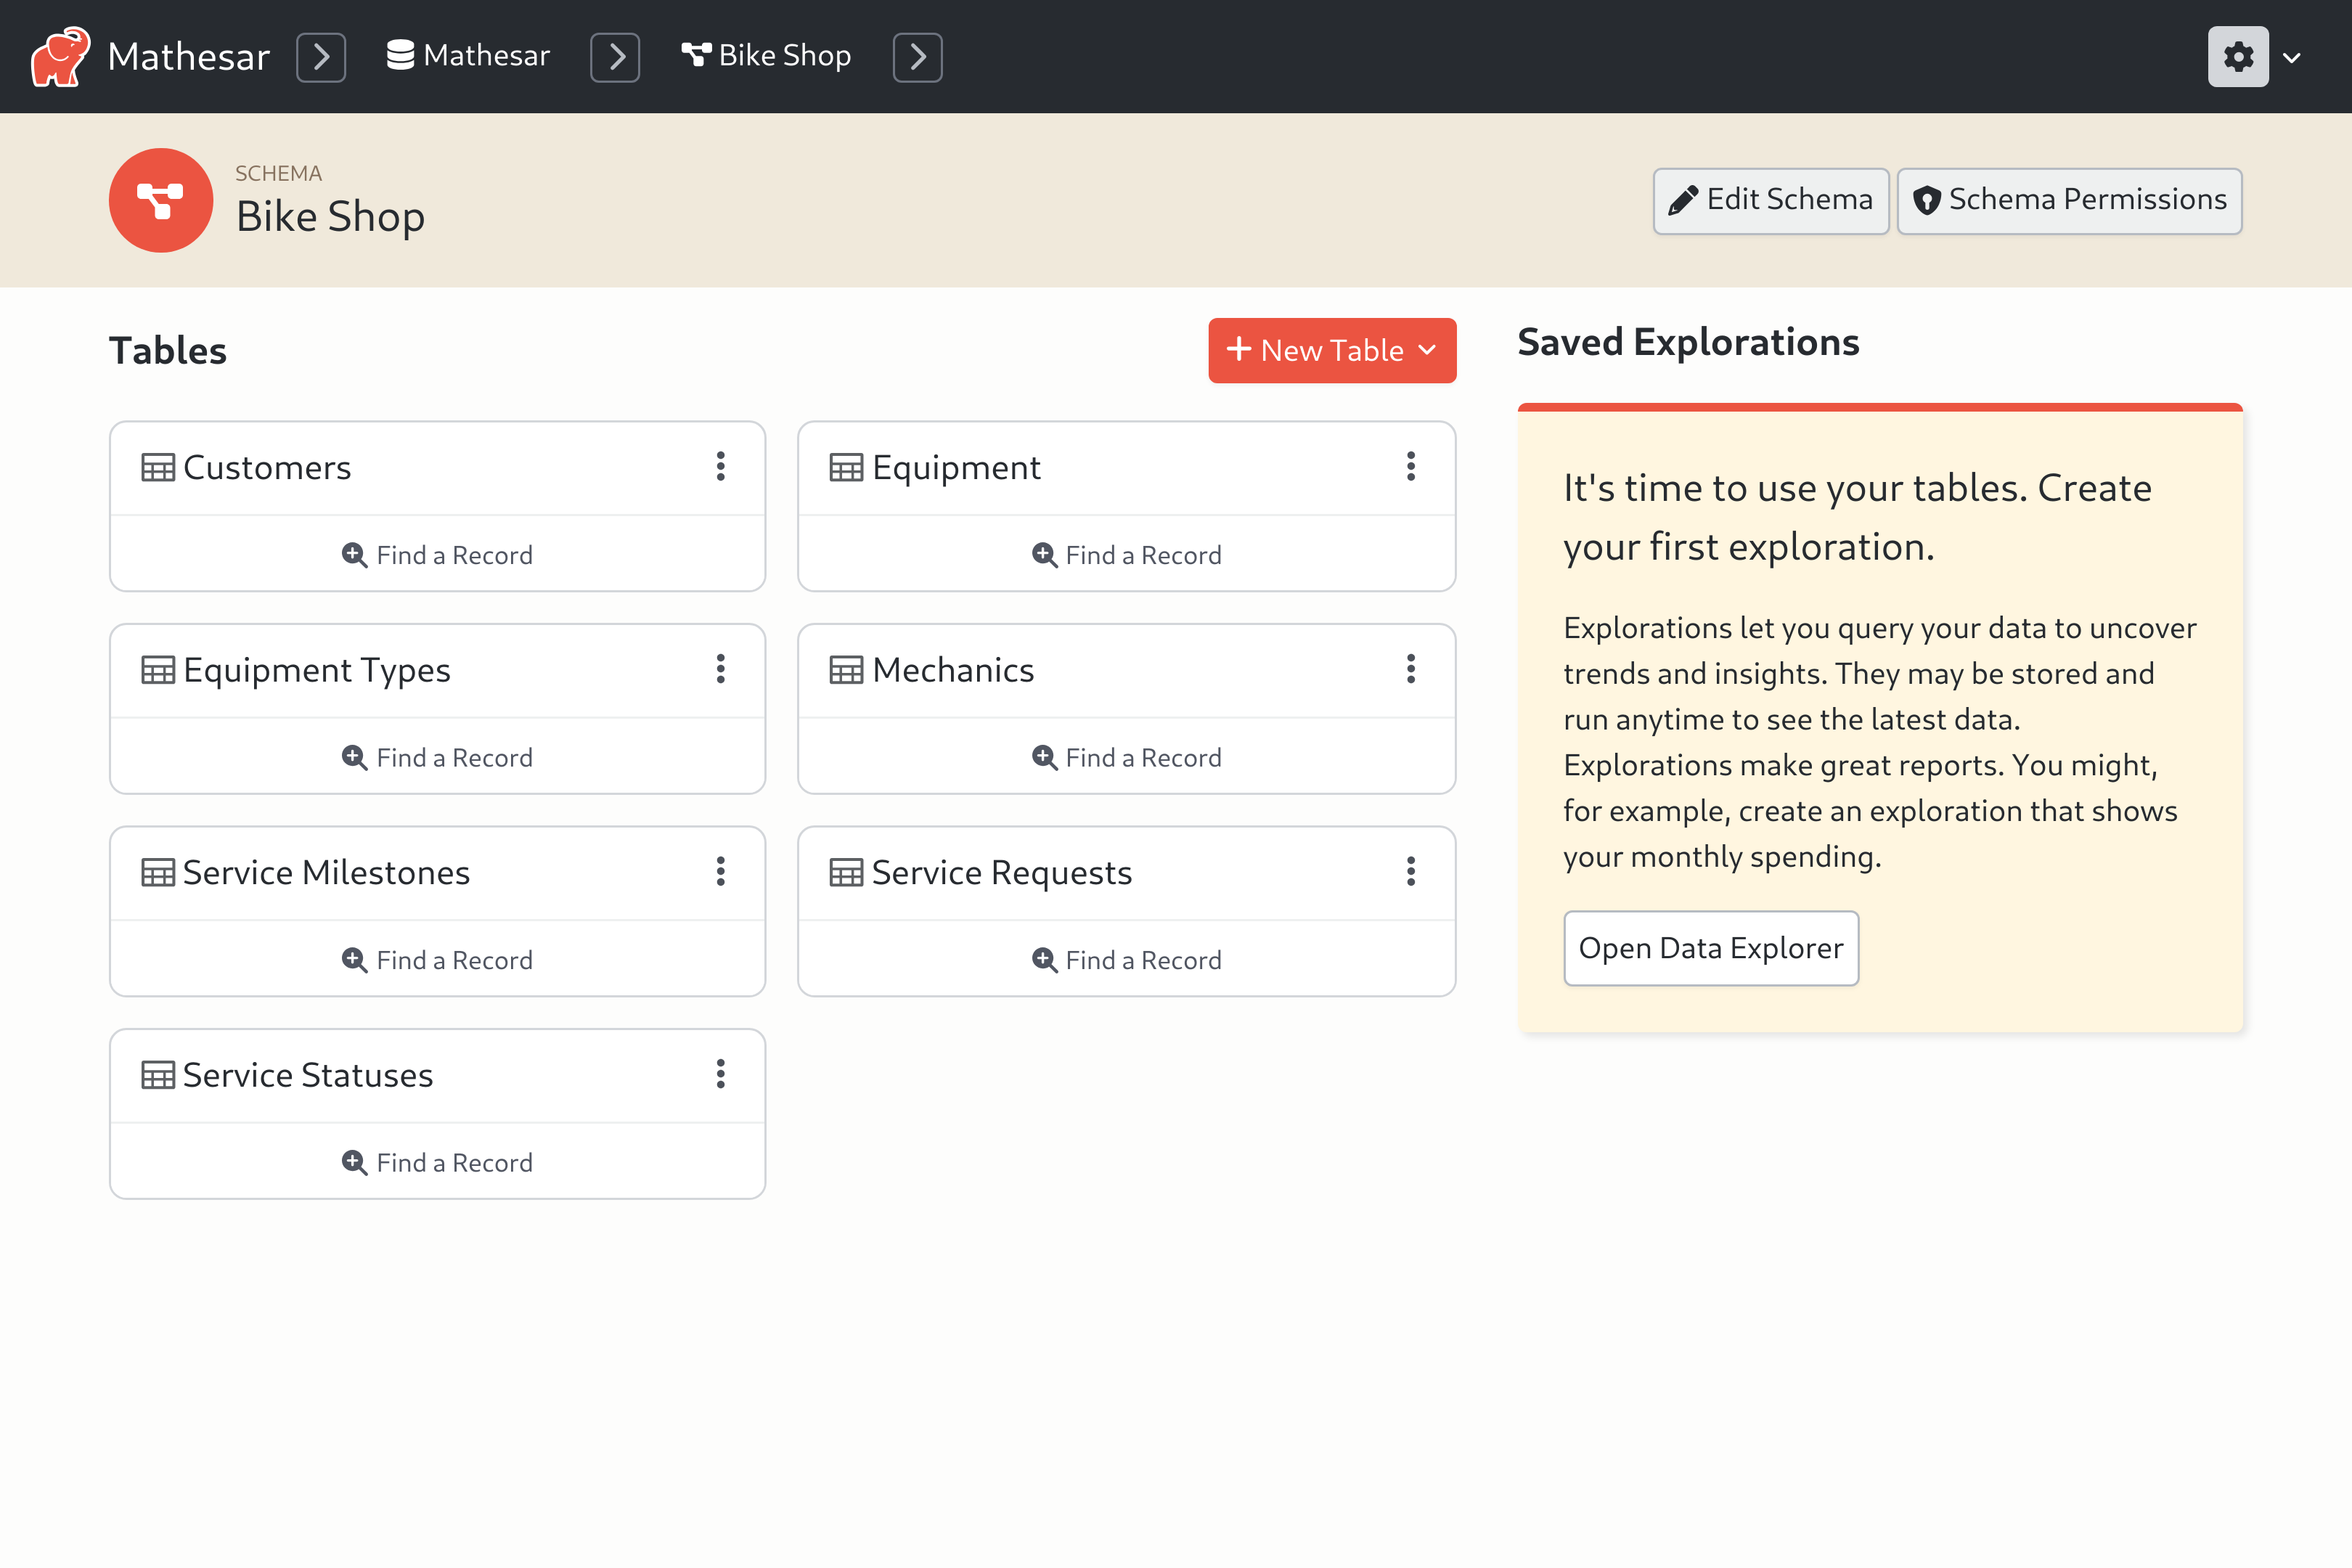 Mathesar
Mathesar
Bike Shop
SCHEMA
Bike Shop
Edit Schema
Schema Permissions
Tables
New Table
Customers
Find a Record
Equipment
Find a Record
Equipment Types
Find a Record
Mechanics
Find a Record
Service Milestones
Find a Record
Service Requests
Find a Record
Service Statuses
Find a Record
Saved Explorations
It's time to use your tables. Create
your first exploration.
Explorations let you query your data to uncover
trends and insights. They may be stored and
run anytime to see the latest data.
Explorations make great reports. You might,
for example, create an exploration that shows
your monthly spending.
Open Data Explorer